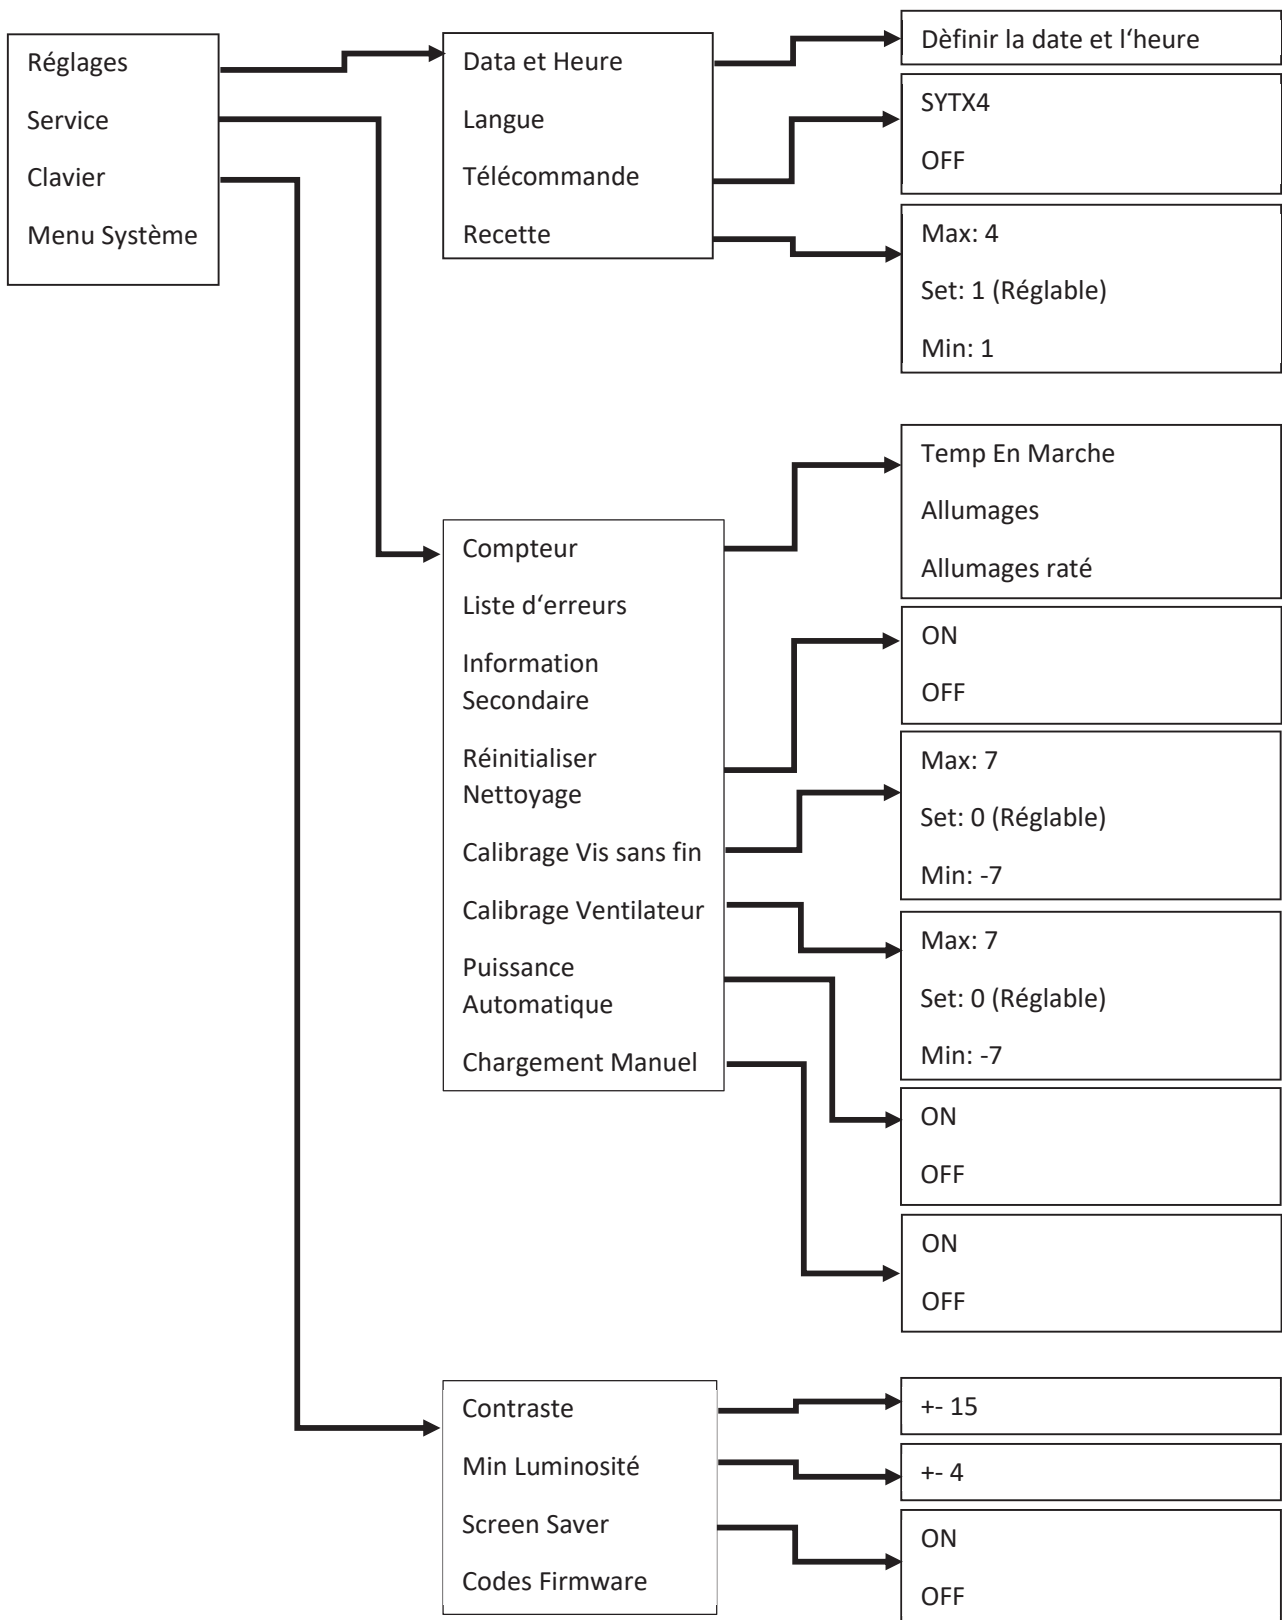 Réglages
Service
Clavier
Menu Système
Data et Heure
Langue
Télécommande
Recette
Dèfinir la date et l‘heure
SYTX4
OFF
Max: 4
Set: 1 (Réglable)
Min: 1
Compteur
Liste d‘erreurs
Information
Secondaire
Réinitialiser
Nettoyage
Calibrage Vis sans fin
Calibrage Ventilateur
Puissance
Automatique
Chargement Manuel
Temp En Marche
Allumages
Allumages raté
ON
OFF
Max: 7
Set: 0 (Réglable)
Min: -7
Max: 7
Set: 0 (Réglable)
Min: -7
ON
OFF
ON
OFF
Contraste
Min Luminosité
Screen Saver
Codes Firmware
+- 15
+- 4
ON
OFF